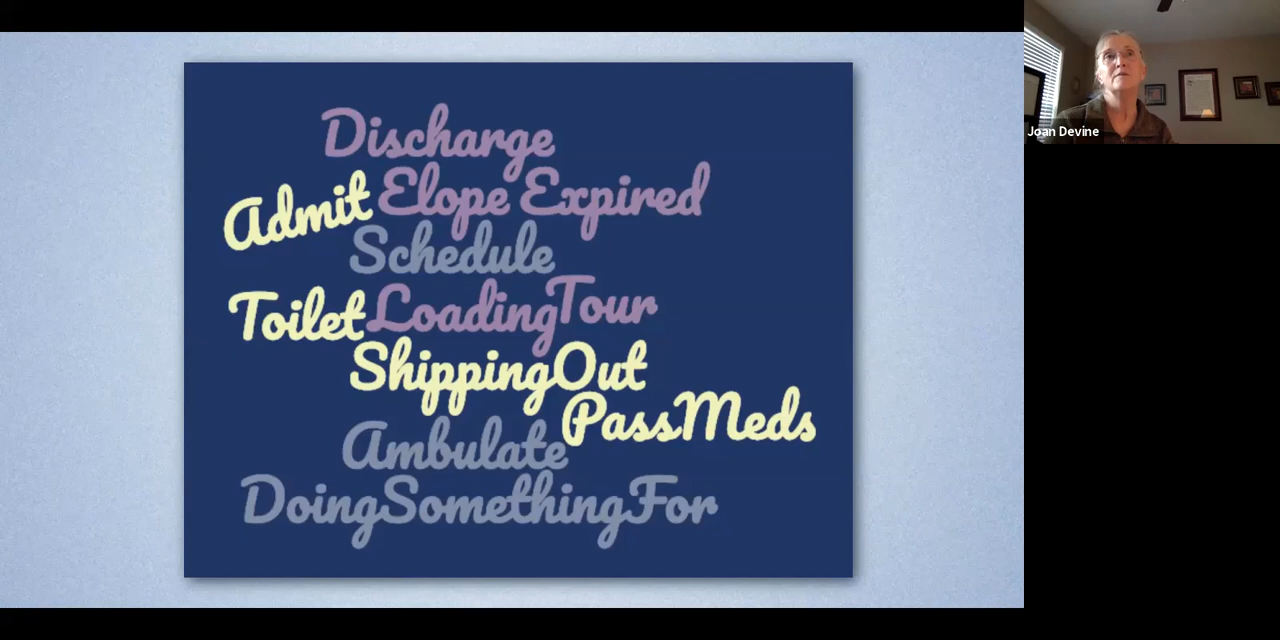 Discharge
Admit Elope Expired
Schedule
Toilet LoadingTour
ShippingOut
PassMeds
Ambulate
DoingSomethingFor
Joan Devine